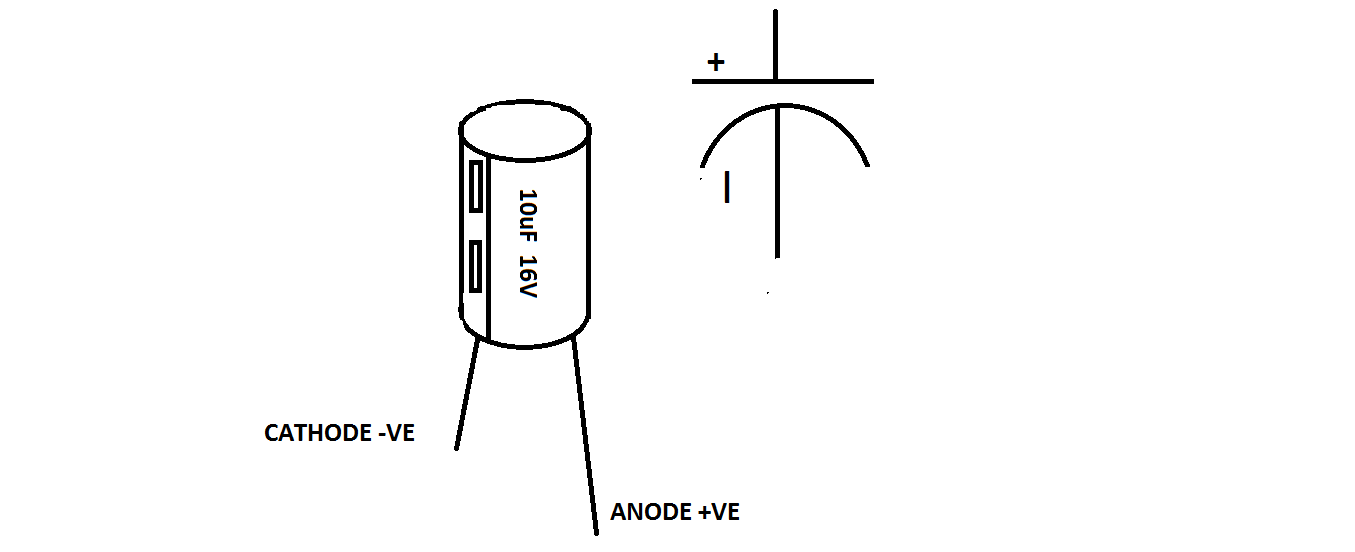 +
|
10uF 16V
CATHODE -VE
ANODE +VE